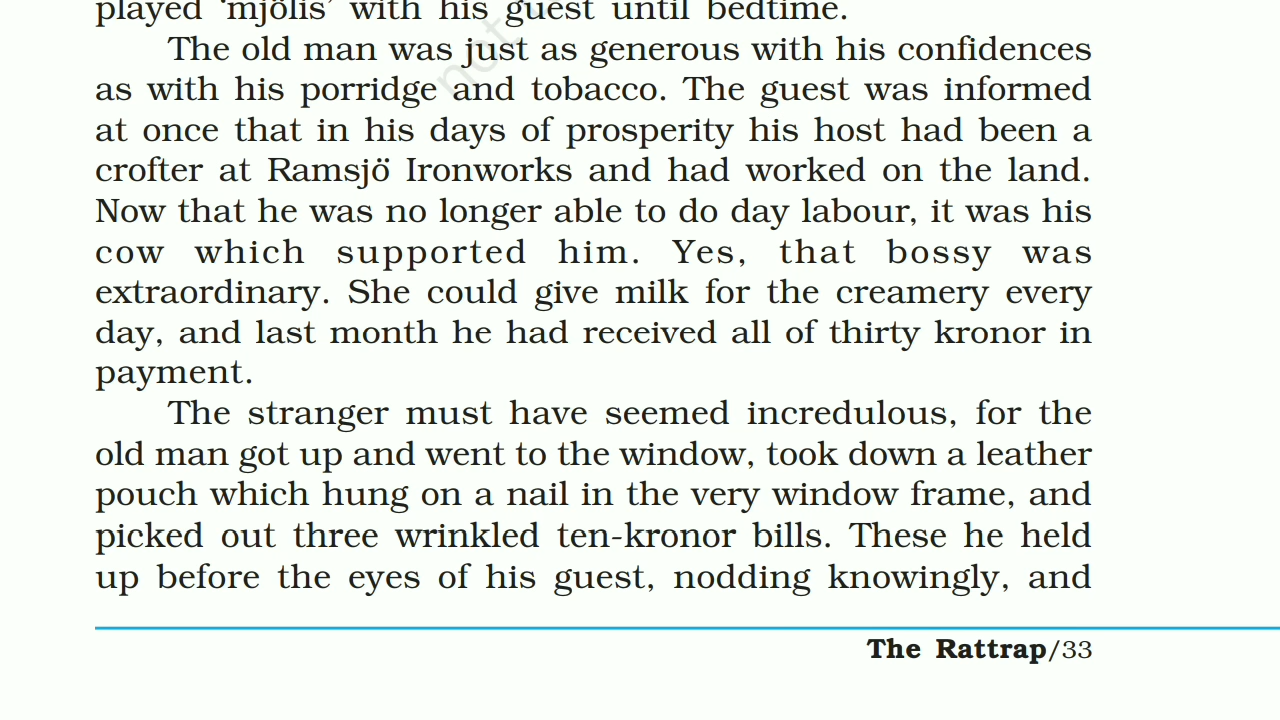 played ‘mjölis’ with his guest until bedtime.
The old man was just as generous with his confidences
as with his porridge and tobacco. The guest was informed
at once that in his days of prosperity his host had been a
crofter at Ramsjö Ironworks and had worked on the land.
Now that he was no longer able to do day labour, it was his
cow which supported him. Yes, that bossy was
extraordinary. She could give milk for the creamery every
day, and last month he had received all of thirty kronor in
payment.
The stranger must have seemed incredulous, for the
old man got up and went to the window, took down a leather
pouch which hung on a nail in the very window frame, and
picked out three wrinkled ten-kronor bills. These he held
up before the eyes of his guest, nodding knowingly, and
The Rattrap/33
not